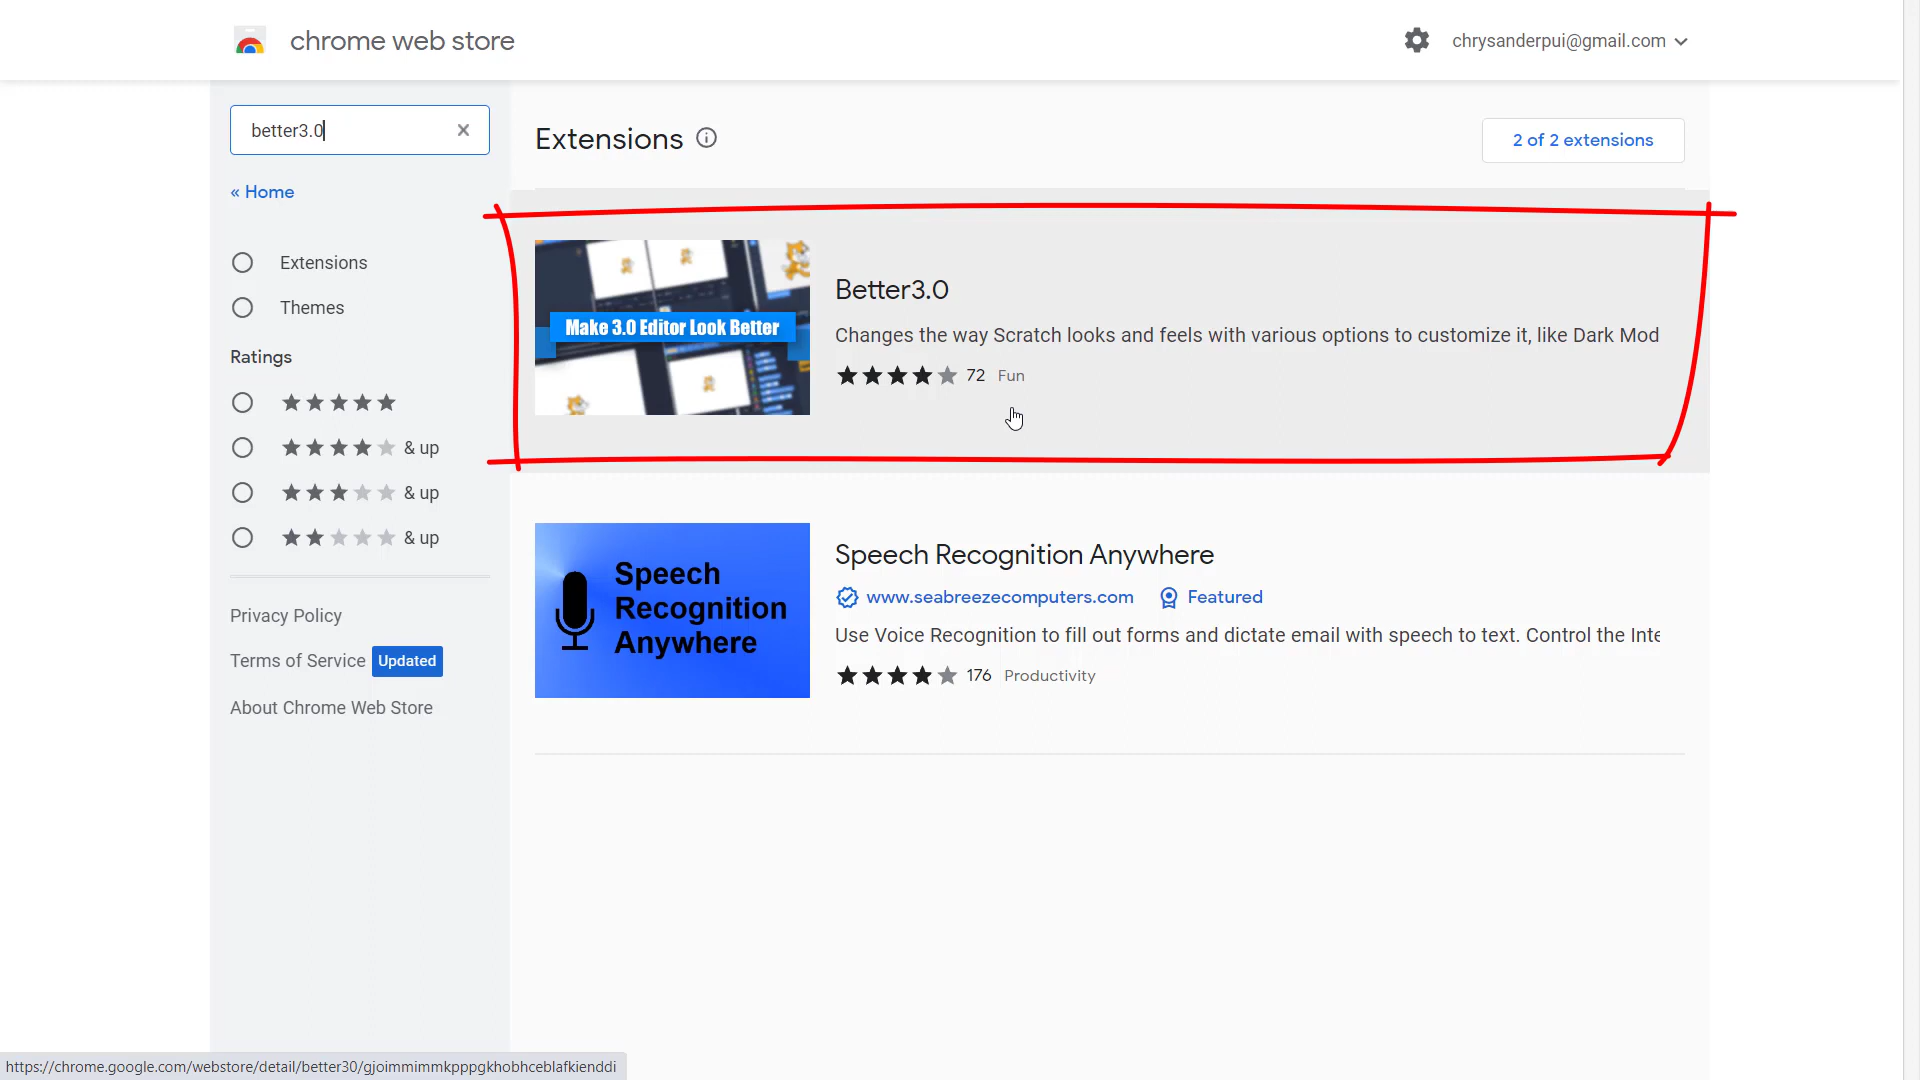 chrome web store
chrysanderpui@gmail.com
better3.0
« Home
Extensions
Themes
Ratings
& up
& up
& up
Privacy Policy
Terms of Service Updated
About Chrome Web Store
Extensions
2 of 2 extensions
Make 3.0 Editor Look Better
Better3.0
Changes the way Scratch looks and feels with various options to customize it, like Dark Mod
72 Fun
Speech
Recognition
Anywhere
Speech Recognition Anywhere
www.seabreezecomputers.com Featured
Use Voice Recognition to fill out forms and dictate email with speech to text. Control the Inte
176 Productivity
https://chrome.google.com/webstore/detail/better30/gjoimmimmkpppgkhobhceblafkienddi